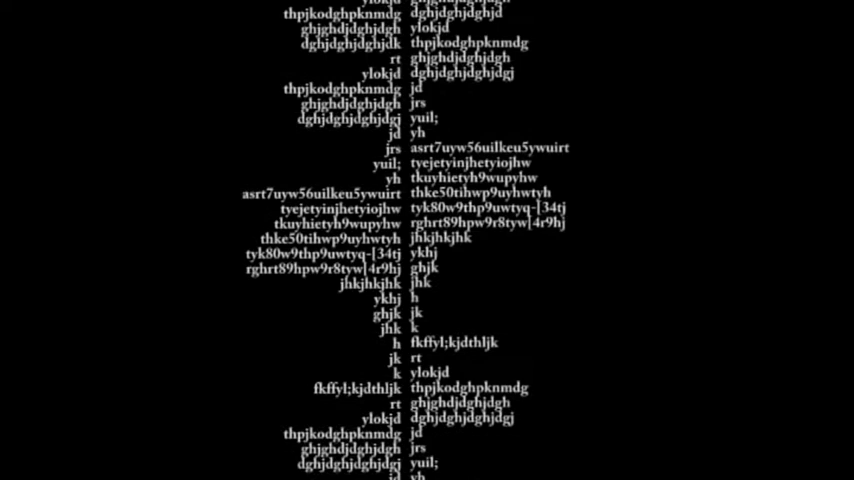 thpjkodghpknmdg
ghjghdjdghjdgh
dghjdghjdghjdk
rt
ylokjd
thpjkodghpknmdg
ghjghdjdghjdgh
dghjdghjdghjdgj
jd
jrs
yuil;
yh
asrt7uyw56uilkeu5ywuirt
tyejetyinjhetyiojhw
tkuyhietyh9wupyhw
thke50tihwp9uyhwtyh
tyk80w9thp9uwtyq-[34tj
rghrt89hpw9r8tyw[4r9hj
jhkjhkjhk
ykhj
ghjk
jhk
h
jk
k
fkffyl;kjdthljk
rt
ylokjd
thpjkodghpknmdg
ghjghdjdghjdgh
dghjdghjdghjdgj
dghjdghjdghjd
ylokjd
thpjkodghpknmdg
ghjghdjdghjdgh
dghjdghjdghjdgj
jd
jrs
yuil;
yh
asrt7uyw56uilkeu5ywuirt
tyejetyinjhetyiojhw
tkuyhietyh9wupyhw
thke50tihwp9uyhwtyh
tyk80w9thp9uwtyq-[34tj
rghrt89hpw9r8tyw[4r9hj
jhkjhkjhk
ykhj
ghjk
jhk
h
jk
k
fkffyl;kjdthljk
rt
ylokjd
thpjkodghpknmdg
ghjghdjdghjdgh
dghjdghjdghjdgj
jd
jrs
yuil;
yh